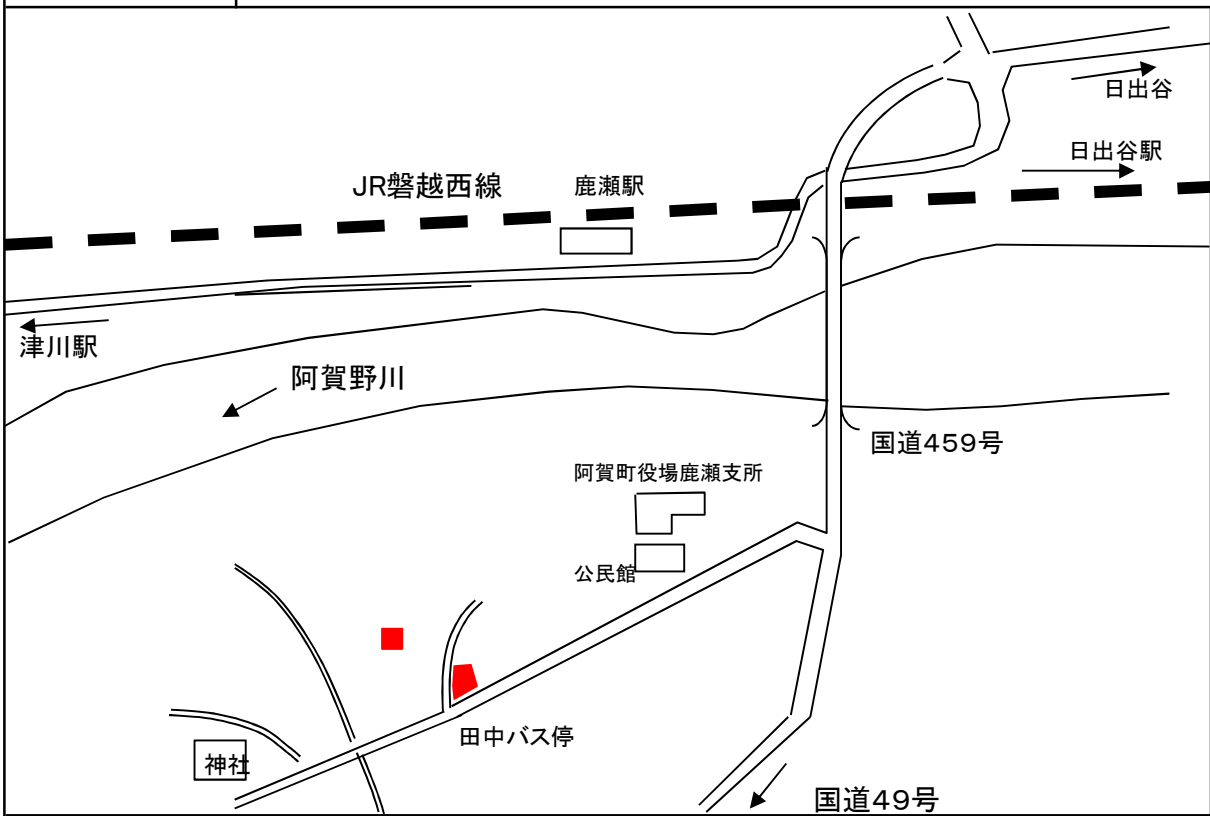 日出谷
日出谷駅
JR磐越西線
鹿瀬駅
津川駅
阿賀野川
国道459号
阿賀町役場鹿瀬支所
公民館
田中バス停
神社
国道49号